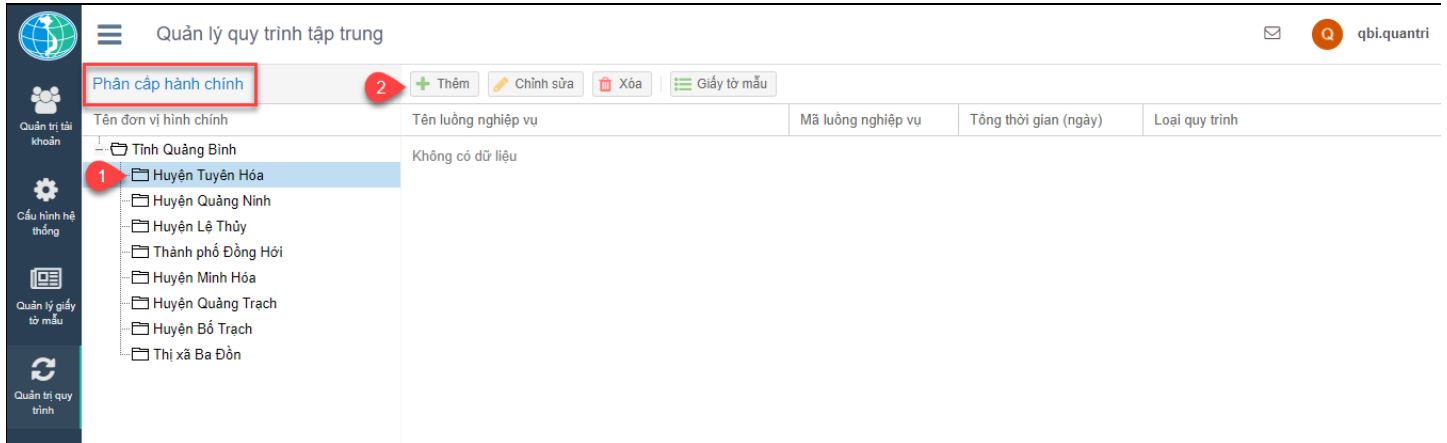 Quản lý quy trình tập trung
qbi.quantri
Q
Quản trị tài
khoản
Cấu hình hệ
thống
Quản lý giấy
tờ mẫu
Quản trị quy
trình
Phân cấp hành chính
2
Thêm
Chỉnh sửa
Xóa
Giấy tờ mẫu
Tên đơn vị hình chính
Tên luồng nghiệp vụ
Mã luồng nghiệp vụ
Tổng thời gian (ngày)
Loại quy trình
Không có dữ liệu
Tỉnh Quảng Bình
1
Huyện Tuyên Hóa
Huyện Quảng Ninh
Huyện Lệ Thủy
Thành phố Đồng Hới
Huyện Minh Hóa
Huyện Quảng Trạch
Huyện Bố Trạch
Thị xã Ba Đồn